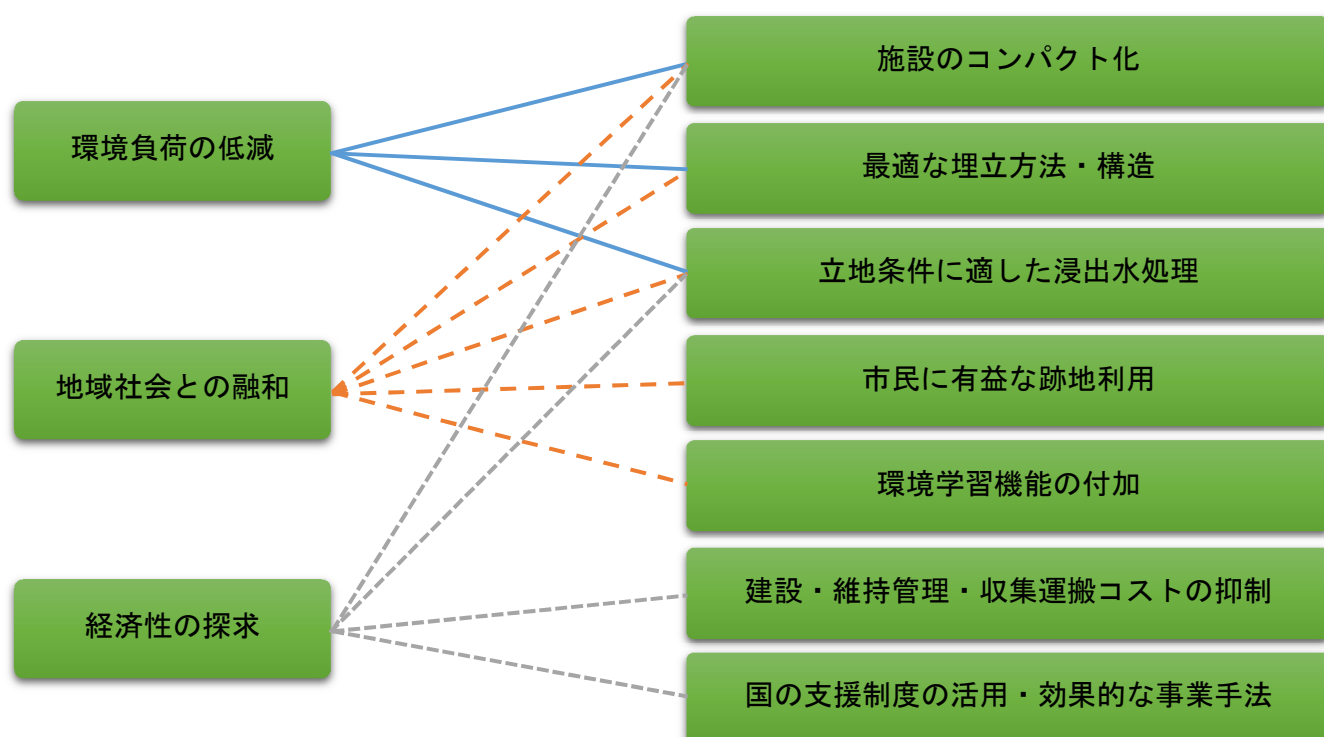 環境負荷の低減
地域社会との融和
経済性の探求
施設のコンパクト化
最適な埋立方法・構造
立地条件に適した浸出水処理
市民に有益な跡地利用
環境学習機能の付加
建設・維持管理・収集運搬コストの抑制
国の支援制度の活用・効果的な事業手法